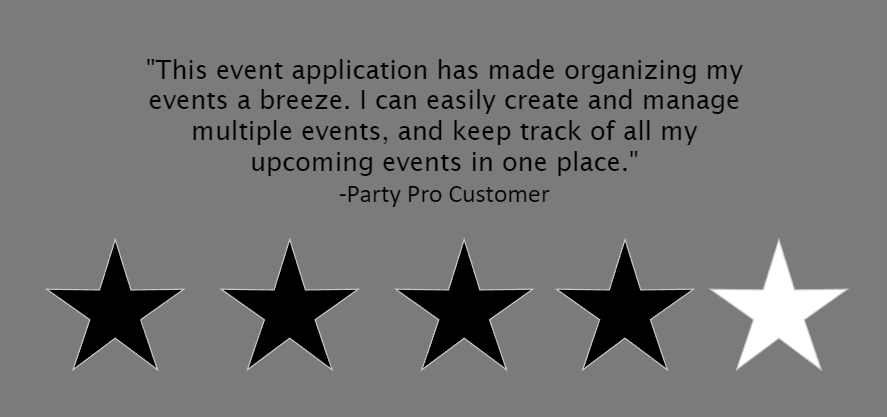 "This event application has made organizing my
events a breeze. I can easily create and manage
multiple events, and keep track of all my
upcoming events in one place."
-Party Pro Customer